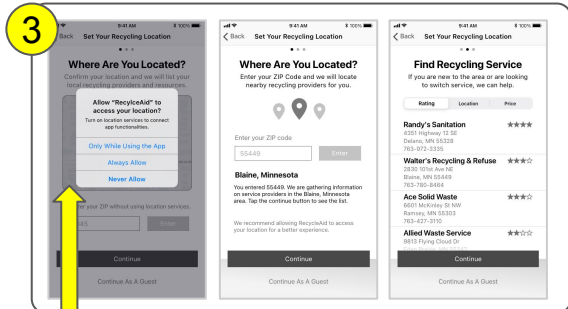 3
9:41 AM
100%
Back
Set Your Recycling Location
Where Are You Located?
Confirm your location and we will list your
local recycling providers and resources.
Allow "RecylceAid" to
access your location?
Turn on location services to connect
app functionalities.
Only While Using the App
Always Allow
Never Allow
your ZIP without using location services.
Enter
Continue
Continue As A Guest
9:41 AM
100%
Back
Set Your Recycling Location
Where Are You Located?
Enter your ZIP Code and we will locate
nearby recycling providers for you.
Enter your ZIP code
55449
Enter
Blaine, Minnesota
You entered 55449. We are gathering information
on service providers in the Blaine, Minnesota
area. Tap the continue button to see the list.
We recommend allowing RecycleAid to access
your location for a better experience.
Continue
Continue As A Guest
9:41 AM
100%
Back
Set Your Recycling Location
Find Recycling Service
If you are new to the area or are looking
to switch service, we can help.
Rating
Location
Price
Randy's Sanitation
★★★★
4351 Highway 12 SE
Delano, MN 55328
763-972-3335
Walter's Recycling & Refuse
★★★☆
2830 101st Ave NE
Blaine, MN 55449
763-780-8464
Ace Solid Waste
★★★☆
6601 McKinley St NW
Ramsey, MN 55303
763-427-3110
Allied Waste Service
★★☆☆
9813 Flying Cloud Dr
Continue
Continue As A Guest